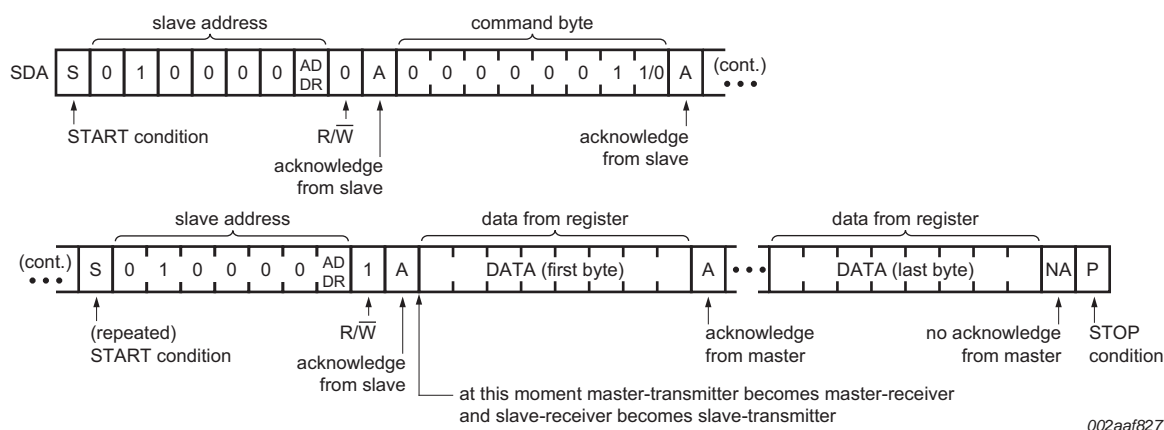 slave address command byte
SDA S 0 1 0 0 0 0 AD DR 0 A 0 0 0 0 0 0 1 1/0 A (cont.) •••
START condition R/W̅ acknowledge from slave acknowledge from slave
slave address data from register data from register
(cont.) ••• S 0 1 0 0 0 0 AD DR 1 A DATA (first byte) A ••• DATA (last byte) NA P
(repeated) START condition R/W̅ acknowledge from slave acknowledge from master no acknowledge from master STOP condition
at this moment master-transmitter becomes master-receiver
and slave-receiver becomes slave-transmitter
002aaf827